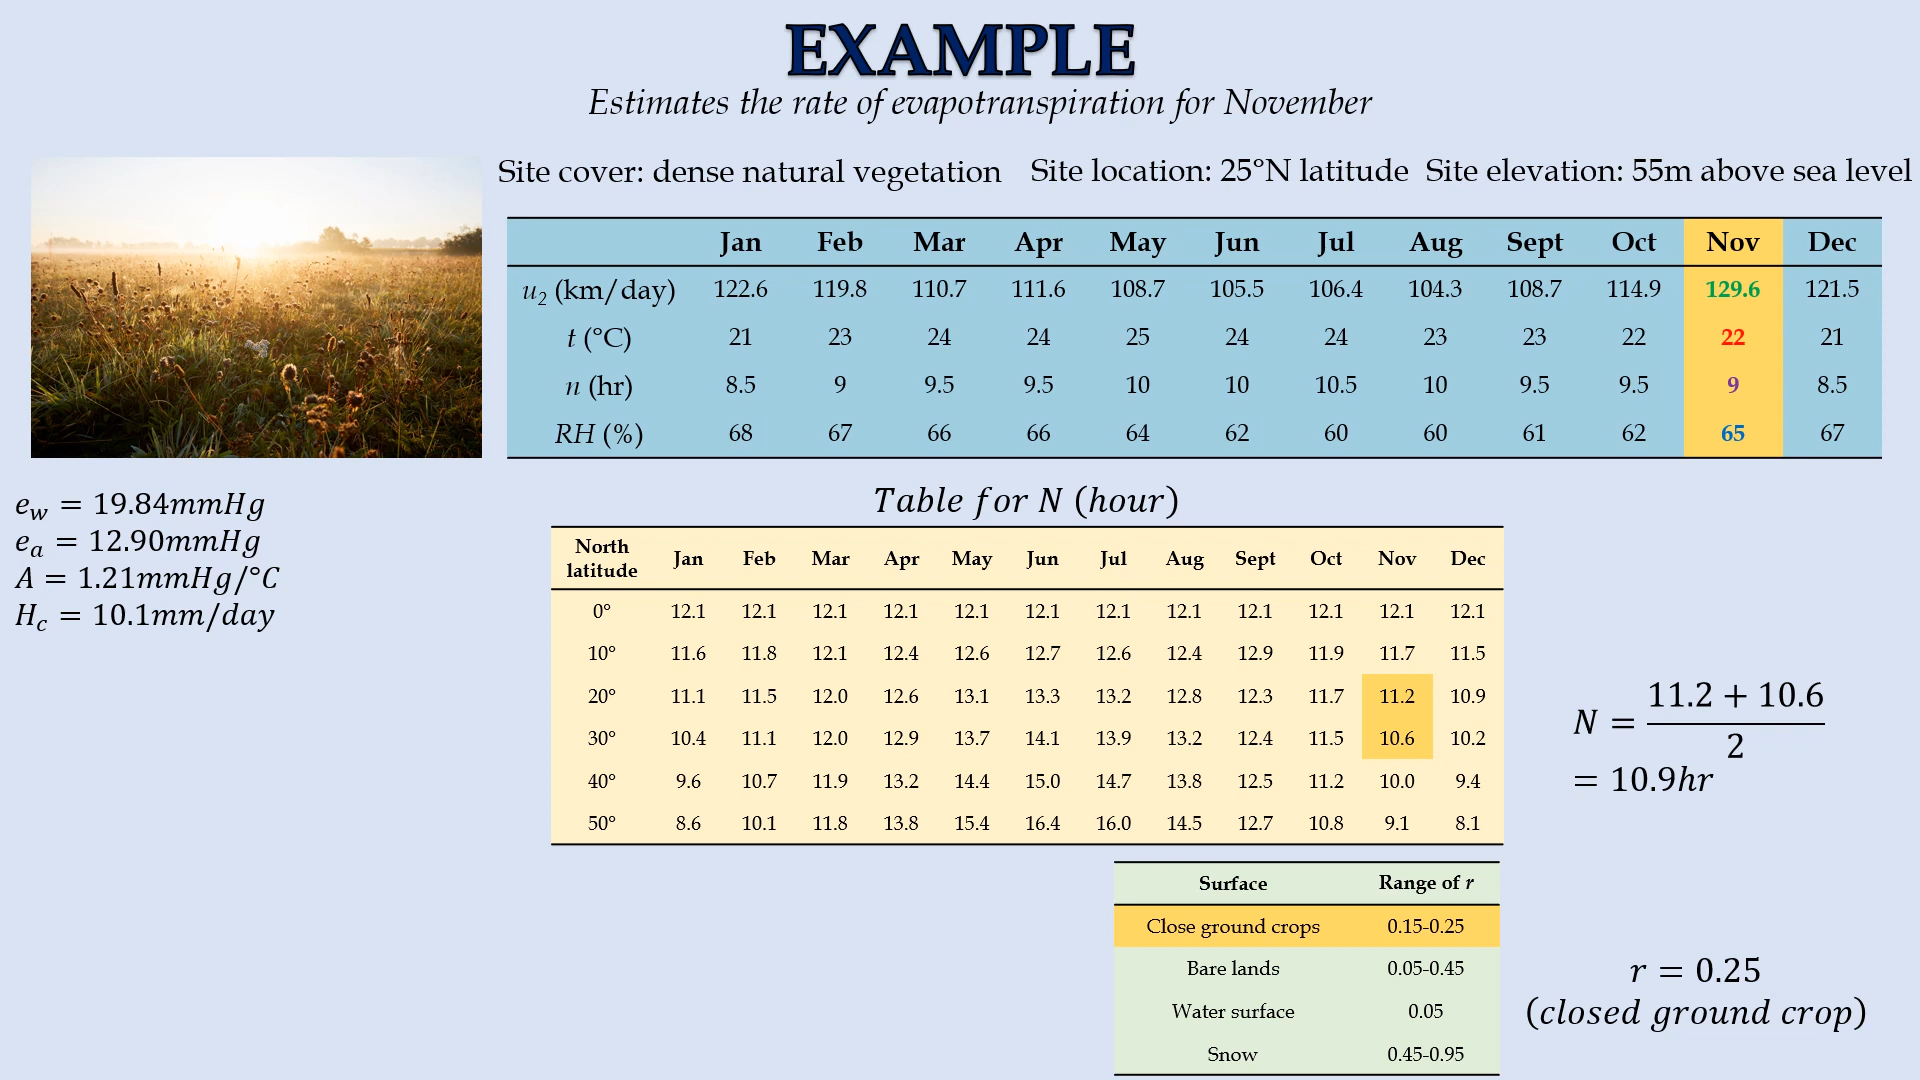 EXAMPLE
Estimates the rate of evapotranspiration for November
Site cover: dense natural vegetation Site location: 25°N latitude Site elevation: 55m above sea level
Jan Feb Mar Apr May Jun Jul Aug Sept Oct Nov Dec
u₂ (km/day) 122.6 119.8 110.7 111.6 108.7 105.5 106.4 104.3 108.7 114.9 129.6 121.5
t (°C) 21 23 24 24 25 24 24 23 23 22 22 21
n (hr) 8.5 9 9.5 9.5 10 10 10.5 10 9.5 9.5 9 8.5
RH (%) 68 67 66 66 64 62 60 60 61 62 65 67
e_w = 19.84mmHg
e_a = 12.90mmHg
A = 1.21mmHg/°C
H_c = 10.1mm/day
Table for N (hour)
North latitude Jan Feb Mar Apr May Jun Jul Aug Sept Oct Nov Dec
0° 12.1 12.1 12.1 12.1 12.1 12.1 12.1 12.1 12.1 12.1 12.1 12.1
10° 11.6 11.8 12.1 12.4 12.6 12.7 12.6 12.4 12.9 11.9 11.7 11.5
20° 11.1 11.5 12.0 12.6 13.1 13.3 13.2 12.8 12.3 11.7 11.2 10.9
30° 10.4 11.1 12.0 12.9 13.7 14.1 13.9 13.2 12.4 11.5 10.6 10.2
40° 9.6 10.7 11.9 13.2 14.4 15.0 14.7 13.8 12.5 11.2 10.0 9.4
50° 8.6 10.1 11.8 13.8 15.4 16.4 16.0 14.5 12.7 10.8 9.1 8.1
N = (11.2 + 10.6)/2
= 10.9hr
Surface Range of r
Close ground crops 0.15-0.25
Bare lands 0.05-0.45
Water surface 0.05
Snow 0.45-0.95
r = 0.25
(closed ground crop)